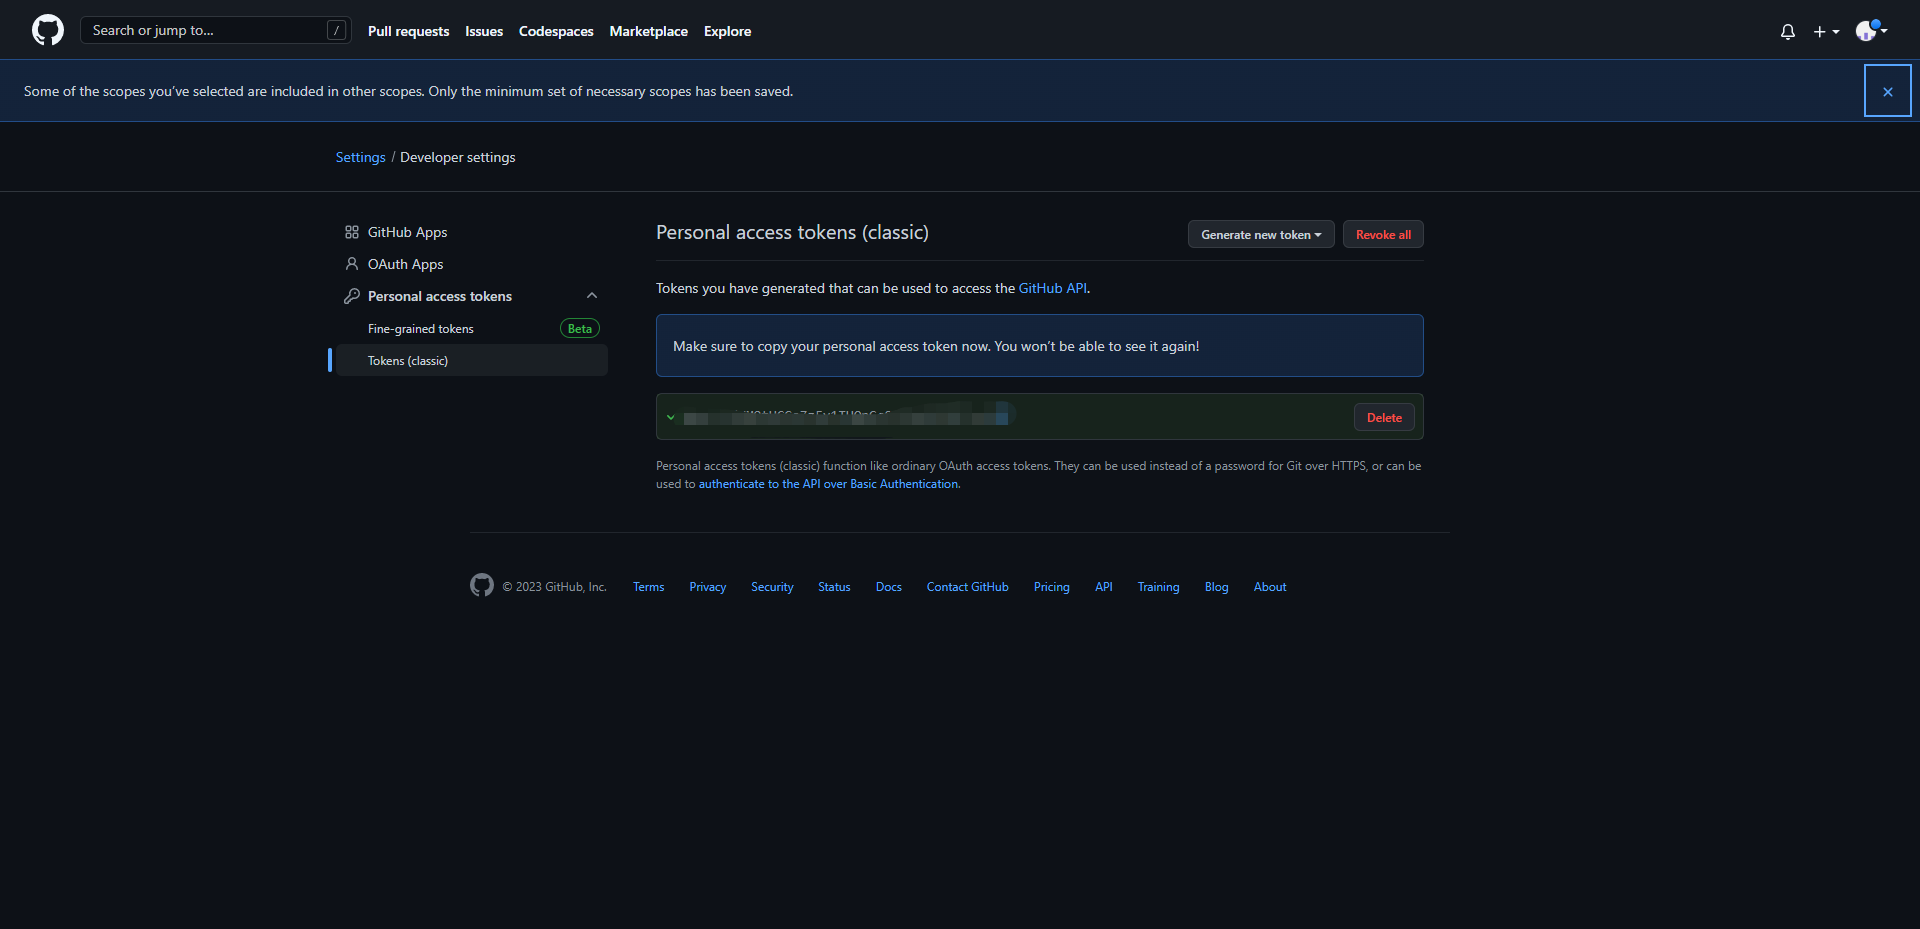 Search or jump to... /
Pull requests Issues Codespaces Marketplace Explore
Some of the scopes you’ve selected are included in other scopes. Only the minimum set of necessary scopes has been saved.
Settings / Developer settings
GitHub Apps
OAuth Apps
Personal access tokens
Fine-grained tokens Beta
Tokens (classic)
Personal access tokens (classic)
Generate new token Revoke all
Tokens you have generated that can be used to access the GitHub API.
Make sure to copy your personal access token now. You won’t be able to see it again!
Delete
Personal access tokens (classic) function like ordinary OAuth access tokens. They can be used instead of a password for Git over HTTPS, or can be
used to authenticate to the API over Basic Authentication.
© 2023 GitHub, Inc. Terms Privacy Security Status Docs Contact GitHub Pricing API Training Blog About